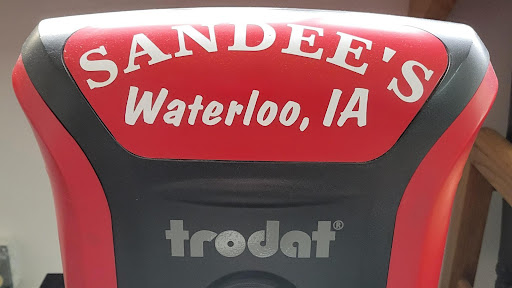 SANDEE'S
Waterloo, IA
trodat®